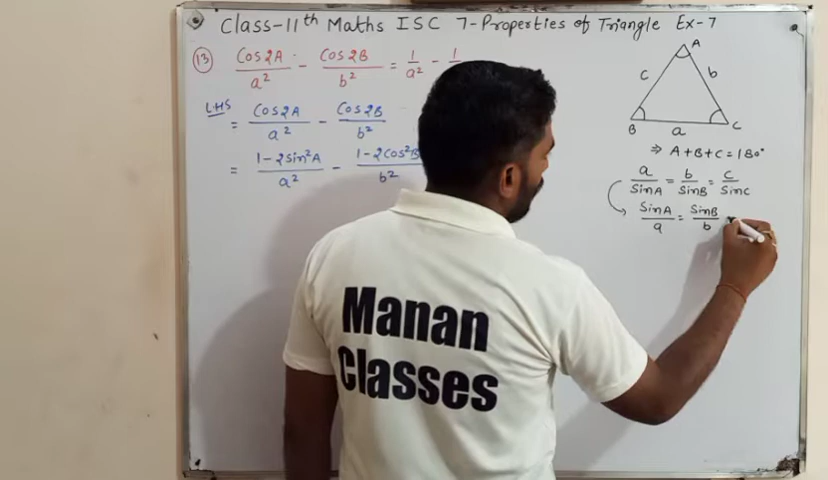 Class-11th Maths ISC 7-Properties of Triangle Ex-7
13 Cos2A/a² - Cos2B/b² = 1/a² - 1
LHS
= Cos2A/a² - Cos2B/b²
= 1-2Sin²A/a² - 1-2Cos²B/b²
A
c b
B a C
⇒ A+B+C=180°
a/SinA = b/SinB = c/SinC
SinA/a = SinB/b
Manan
Classes